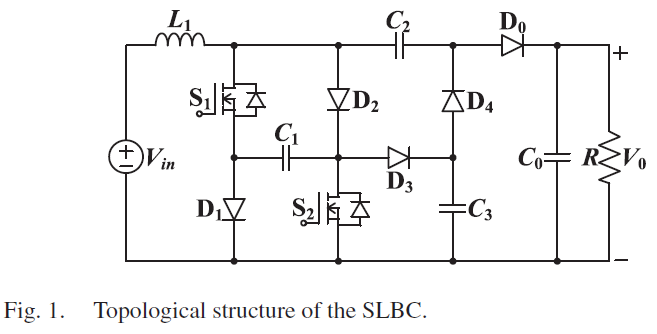 L1
C2
D0
+
S1
D2
D4
C1
+
−
Vin
D3
C0
R
V0
D1
S2
C3
−
Fig. 1. Topological structure of the SLBC.